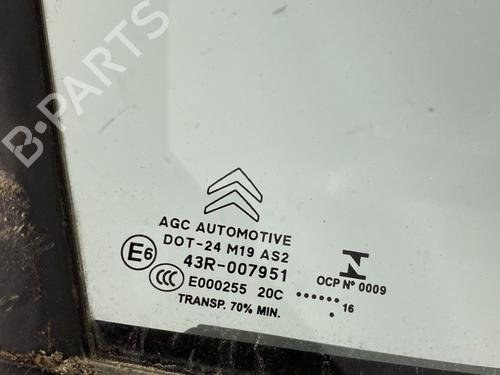 B-PARTS
AGC AUTOMOTIVE
DOT-24 M19 AS2
E6 43R-007951
CCC E000255 20C
TRANSP. 70% MIN.
N
OCP Nº 0009
...... 16
.